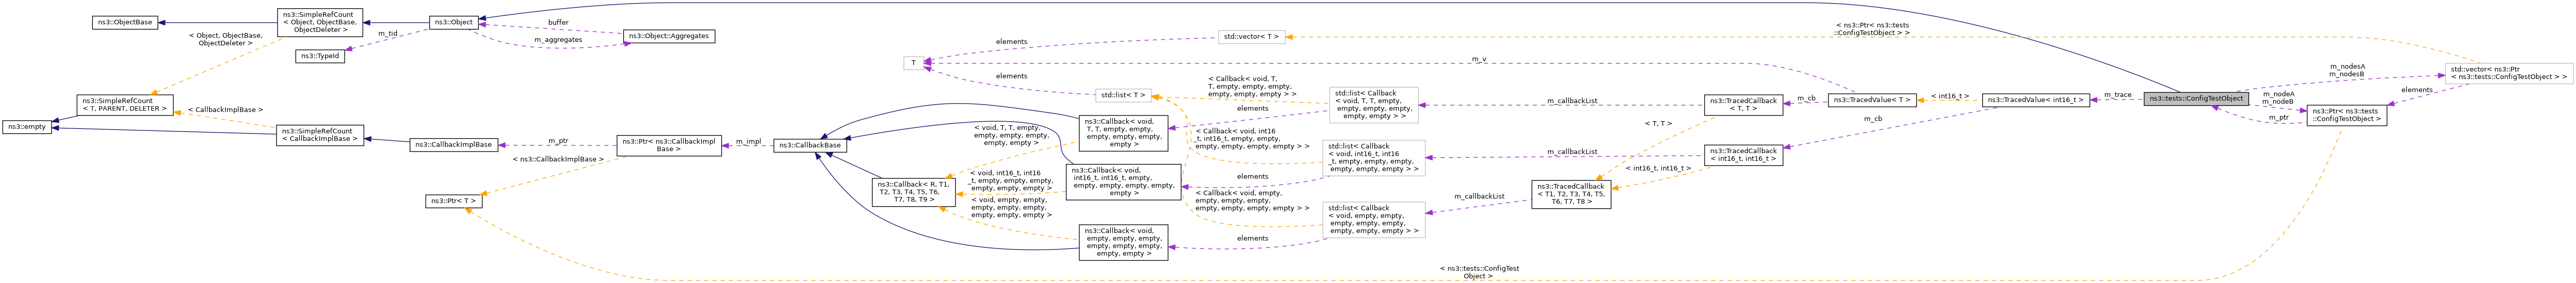 ns3::ObjectBase
ns3::SimpleRefCount
< Object, ObjectBase,
ObjectDeleter >
ns3::Object
ns3::TypeId
m_tid
buffer
m_aggregates
ns3::Object::Aggregates
< Object, ObjectBase,
ObjectDeleter >
ns3::SimpleRefCount
< T, PARENT, DELETER >
ns3::empty
< CallbackImplBase >
ns3::SimpleRefCount
< CallbackImplBase >
ns3::CallbackImplBase
m_ptr
ns3::Ptr< ns3::CallbackImpl
Base >
< ns3::CallbackImplBase >
ns3::Ptr< T >
m_impl
ns3::CallbackBase
T
elements
elements
std::vector< T >
std::list< T >
m_v
< Callback< void, T,
T, empty, empty, empty,
empty, empty, empty > >
elements
ns3::Callback< void,
T, T, empty, empty,
empty, empty, empty,
empty >
< void, T, T, empty,
empty, empty, empty,
empty, empty >
ns3::Callback< R, T1,
T2, T3, T4, T5, T6,
T7, T8, T9 >
< void, int16_t, int16
_t, empty, empty, empty,
empty, empty, empty >
< void, empty, empty,
empty, empty, empty,
empty, empty, empty >
ns3::Callback< void,
int16_t, int16_t, empty,
empty, empty, empty, empty,
empty >
ns3::Callback< void,
empty, empty, empty,
empty, empty, empty,
empty, empty >
< Callback< void, int16
_t, int16_t, empty, empty,
empty, empty, empty, empty > >
elements
< Callback< void, empty,
empty, empty, empty,
empty, empty, empty, empty > >
elements
std::list< Callback
< void, T, T, empty,
empty, empty, empty,
empty, empty > >
std::list< Callback
< void, int16_t, int16
_t, empty, empty, empty,
empty, empty, empty > >
std::list< Callback
< void, empty, empty,
empty, empty, empty,
empty, empty, empty > >
m_callbackList
m_callbackList
m_callbackList
ns3::TracedCallback
< T, T >
ns3::TracedCallback
< int16_t, int16_t >
ns3::TracedCallback
< T1, T2, T3, T4, T5,
T6, T7, T8 >
< T, T >
< int16_t, int16_t >
m_cb
m_cb
ns3::TracedValue< T >
< int16_t >
ns3::TracedValue< int16_t >
m_trace
ns3::tests::ConfigTestObject
< ns3::Ptr< ns3::tests
::ConfigTestObject > >
m_nodesA
m_nodesB
m_nodeA
m_nodeB
m_ptr
ns3::Ptr< ns3::tests
::ConfigTestObject >
elements
std::vector< ns3::Ptr
< ns3::tests::ConfigTestObject > >
< ns3::tests::ConfigTest
Object >